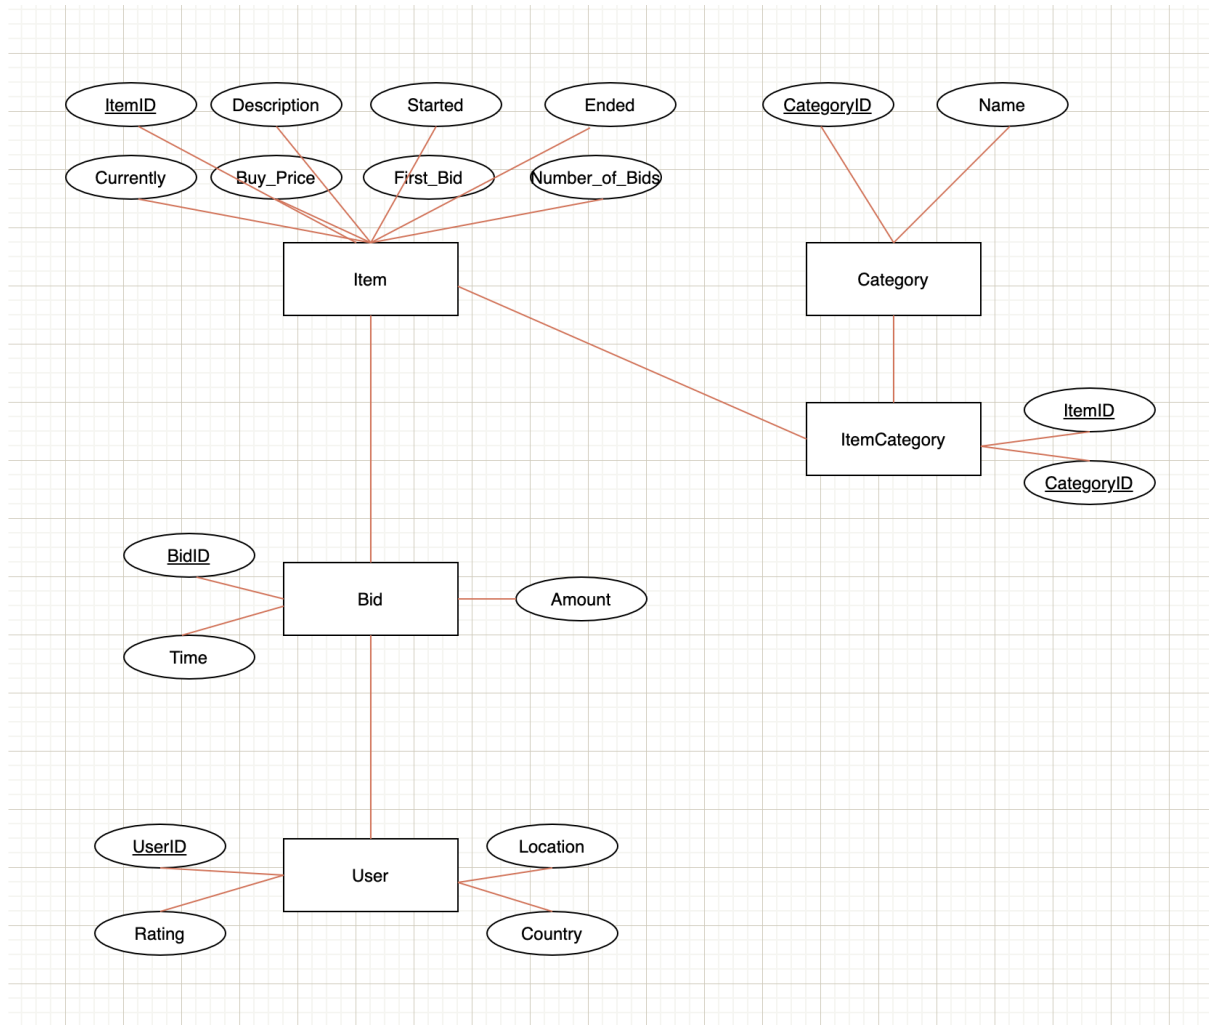 ItemID
Description
Started
Ended
CategoryID
Name
Currently
Buy_Price
First_Bid
Number_of_Bids
Item
Category
ItemID
ItemCategory
CategoryID
BidID
Bid
Amount
Time
UserID
Location
User
Rating
Country